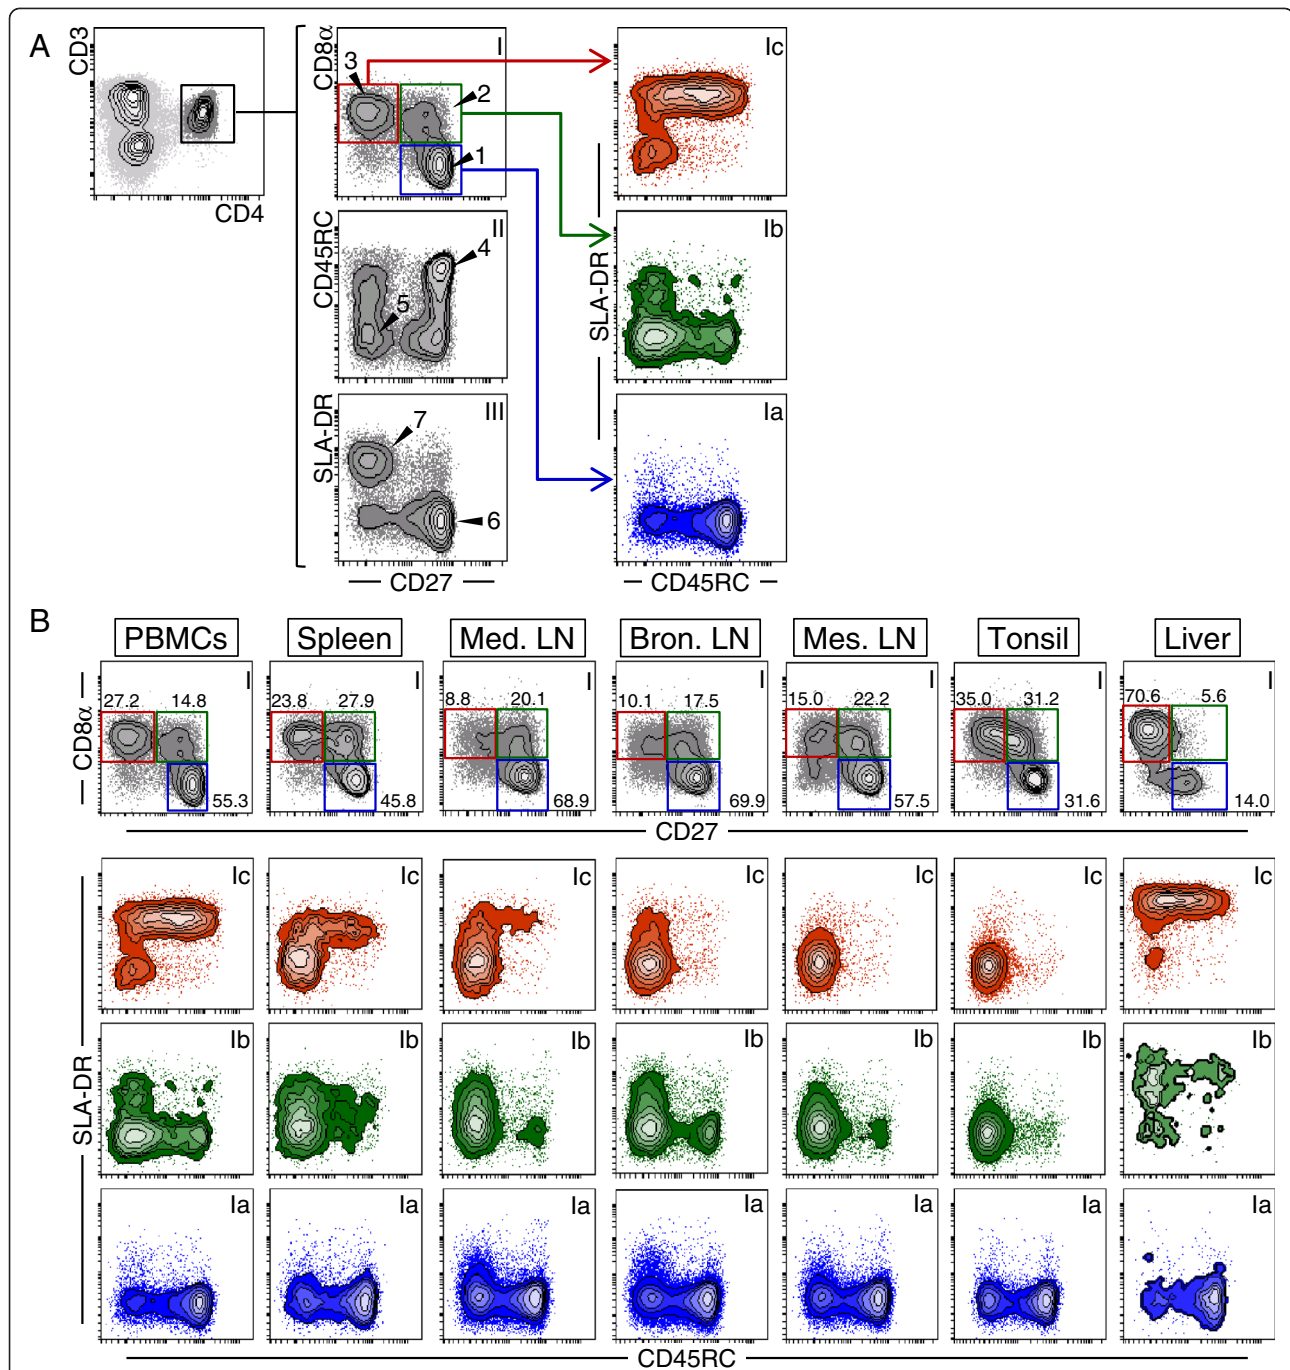 A
CD3
CD4
CD8α
I
3
2
1
Ic
CD45RC
II
4
5
Ib
SLA-DR
SLA-DR
III
7
6
Ia
CD27
CD45RC
B
PBMCs
Spleen
Med. LN
Bron. LN
Mes. LN
Tonsil
Liver
CD8α
I
27.2
14.8
55.3
I
23.8
27.9
45.8
I
8.8
20.1
68.9
I
10.1
17.5
69.9
I
15.0
22.2
57.5
I
35.0
31.2
31.6
I
70.6
5.6
14.0
CD27
SLA-DR
Ic Ic Ic Ic Ic Ic Ic
Ib Ib Ib Ib Ib Ib Ib
Ia Ia Ia Ia Ia Ia Ia
CD45RC